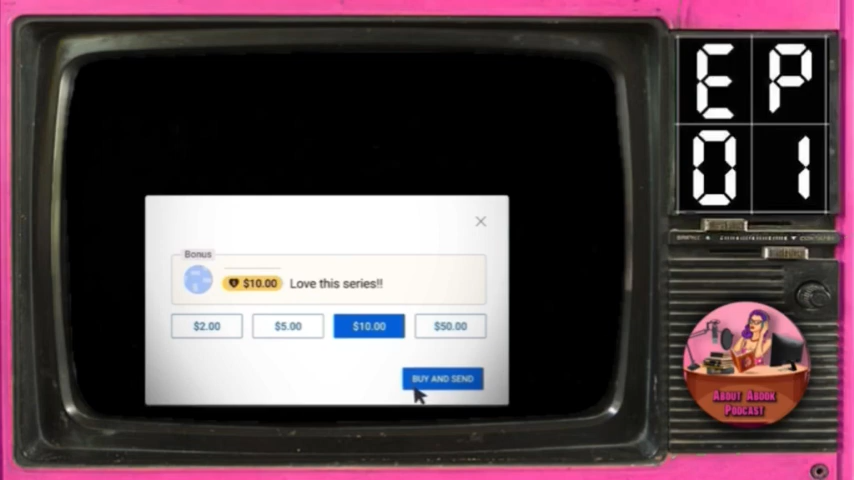 EP
01
Bonus
$10.00 Love this series!!
$2.00 $5.00 $10.00 $50.00
BUY AND SEND
About Abook
Podcast